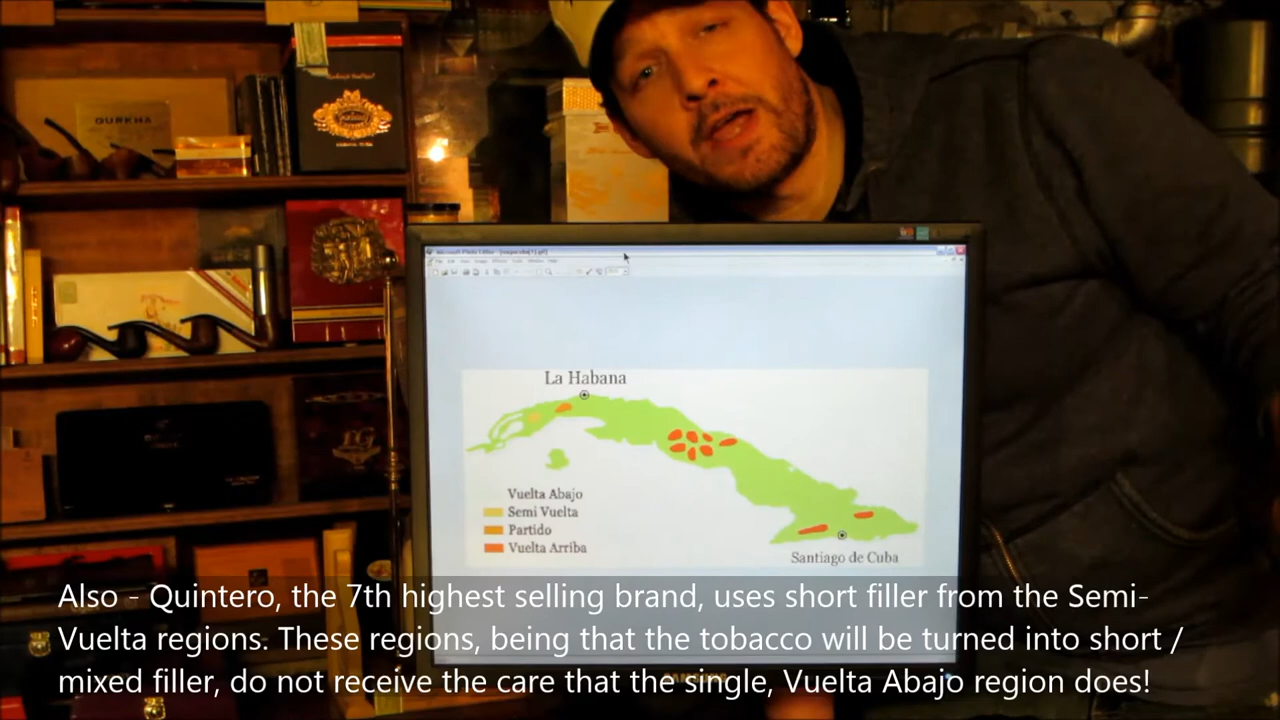 GURKHA
La Habana
Vuelta Abajo
Semi Vuelta
Partido
Vuelta Arriba
Santiago de Cuba
Also - Quintero, the 7th highest selling brand, uses short filler from the Semi-
Vuelta regions. These regions, being that the tobacco will be turned into short /
mixed filler, do not receive the care that the single, Vuelta Abajo region does!